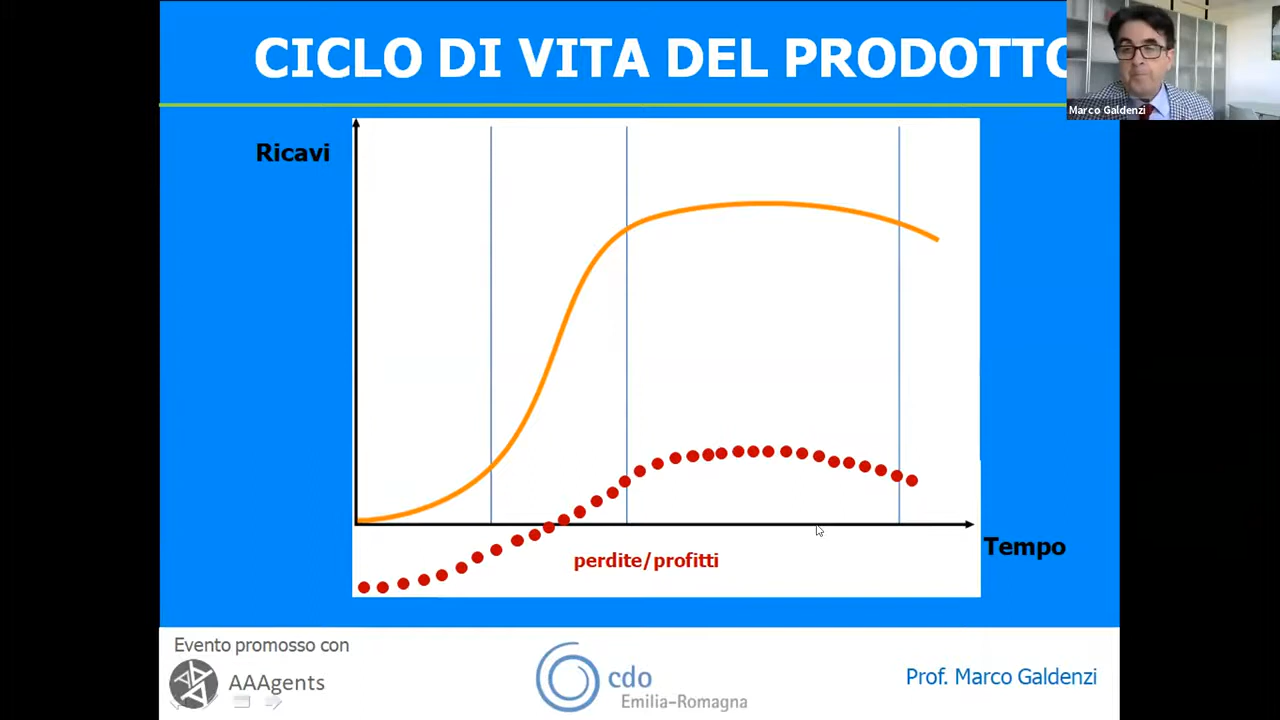 CICLO DI VITA DEL PRODOTTO
Marco Galdenzi
Ricavi
Tempo
perdite/profitti
Evento promosso con
AAAgents
cdo
Emilia-Romagna
Prof. Marco Galdenzi